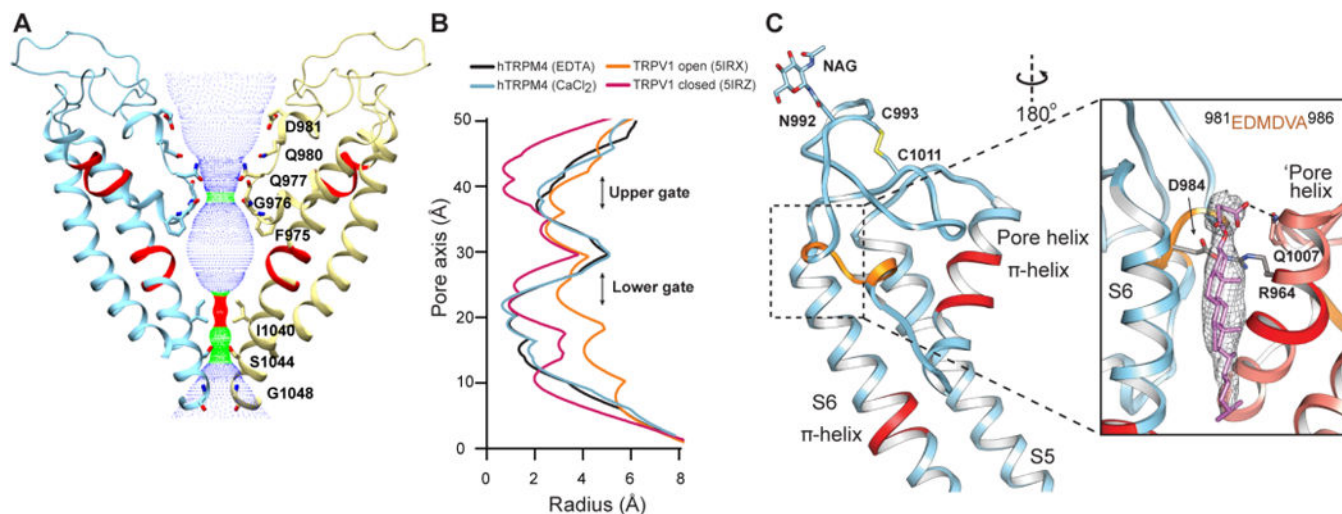 A
D981
Q980
Q977
G976
F975
I1040
S1044
G1048
B
hTRPM4 (EDTA)
TRPV1 open (5IRX)
hTRPM4 (CaCl₂)
TRPV1 closed (5IRZ)
50
40
30
20
10
0
Pore axis (Å)
Upper gate
Lower gate
0 2 4 6 8
Radius (Å)
C
NAG
N992
C993
C1011
180°
Pore helix
π-helix
S6
π-helix
S5
⁹⁸¹EDMDVA⁹⁸⁶
D984
'Pore
helix
Q1007
R964
S6